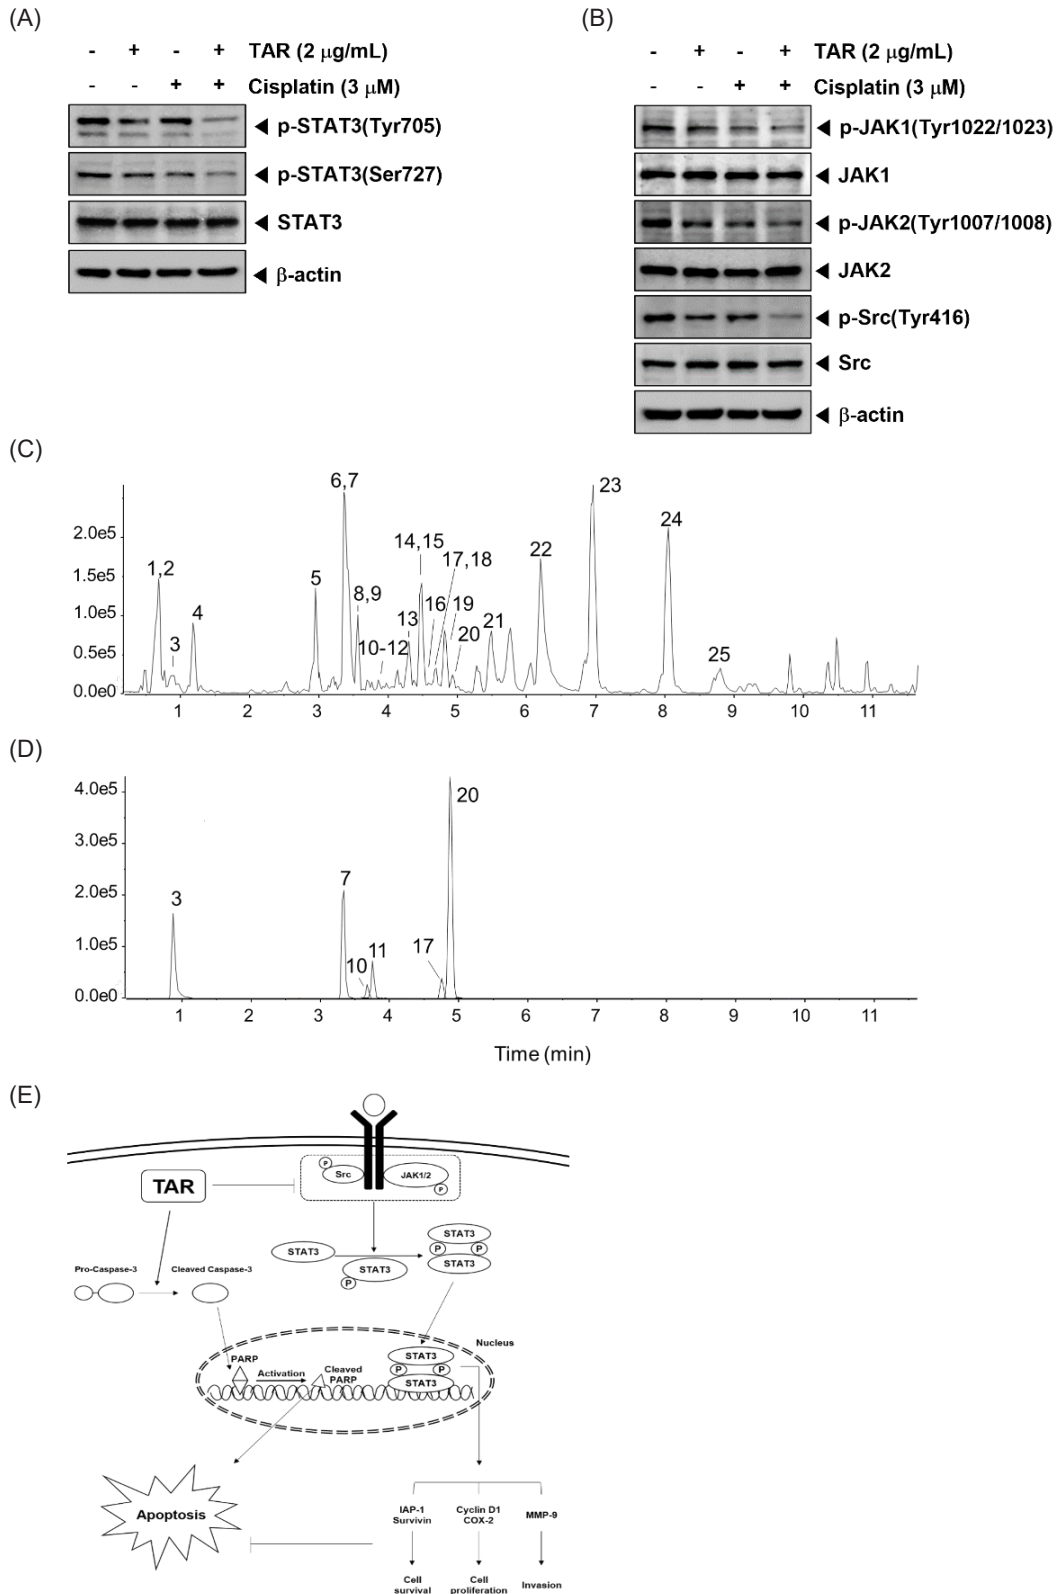 (A)
- + - + TAR (2 μg/mL)
- - + + Cisplatin (3 μM)
p-STAT3(Tyr705)
p-STAT3(Ser727)
STAT3
β-actin
(B)
- + - + TAR (2 μg/mL)
- - + + Cisplatin (3 μM)
p-JAK1(Tyr1022/1023)
JAK1
p-JAK2(Tyr1007/1008)
JAK2
p-Src(Tyr416)
Src
β-actin
(C)
2.0e5
1.5e5
1.0e5
0.5e5
0.0e0
1,2
3
4
5
6,7
8,9
10-12
13
14,15
16
17,18
19
20
21
22
23
24
25
1 2 3 4 5 6 7 8 9 10 11
(D)
4.0e5
3.0e5
2.0e5
1.0e5
0.0e0
3
7
10
11
17
20
1 2 3 4 5 6 7 8 9 10 11
Time (min)
(E)
P
Src
JAK1/2
P
TAR
STAT3
STAT3
P
STAT3
P P
STAT3
Pro-Caspase-3
Cleaved Caspase-3
Nucleus
PARP
Activation
Cleaved
PARP
STAT3
P P
STAT3
Apoptosis
IAP-1
Survivin
Cyclin D1
COX-2
MMP-9
Cell
survival
Cell
proliferation
Invasion